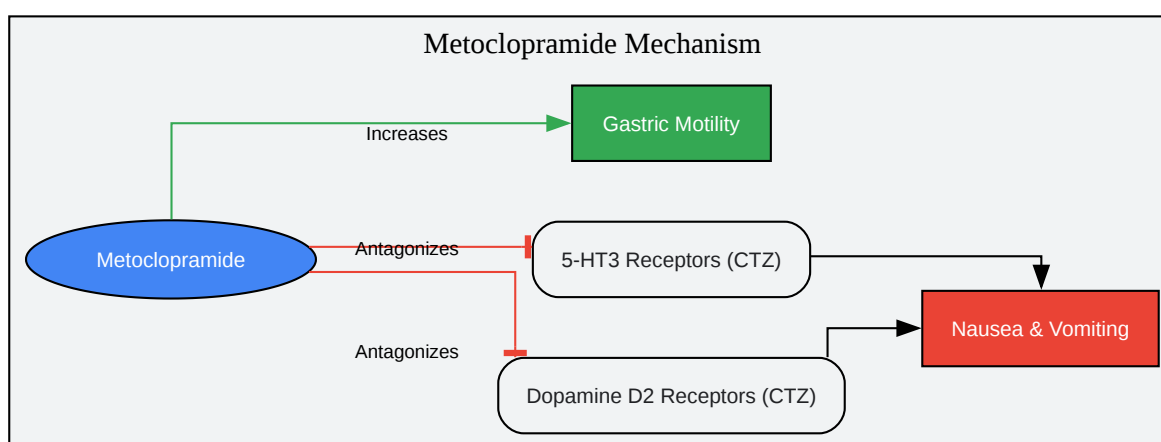 Metoclopramide Mechanism
Gastric Motility
Increases
Antagonizes
Metoclopramide
5-HT3 Receptors (CTZ)
Nausea & Vomiting
Antagonizes
Dopamine D2 Receptors (CTZ)